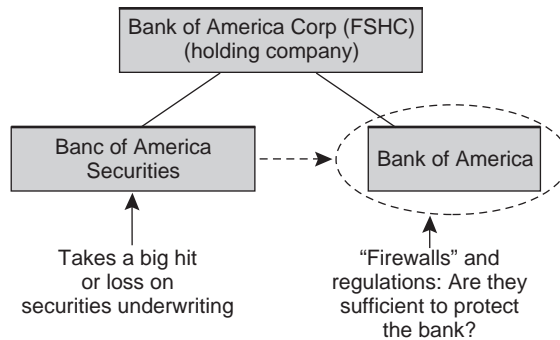 Bank of America Corp (FSHC)
(holding company)
Banc of America
Securities
Bank of America
Takes a big hit
or loss on
securities underwriting
“Firewalls” and
regulations: Are they
sufficient to protect
the bank?